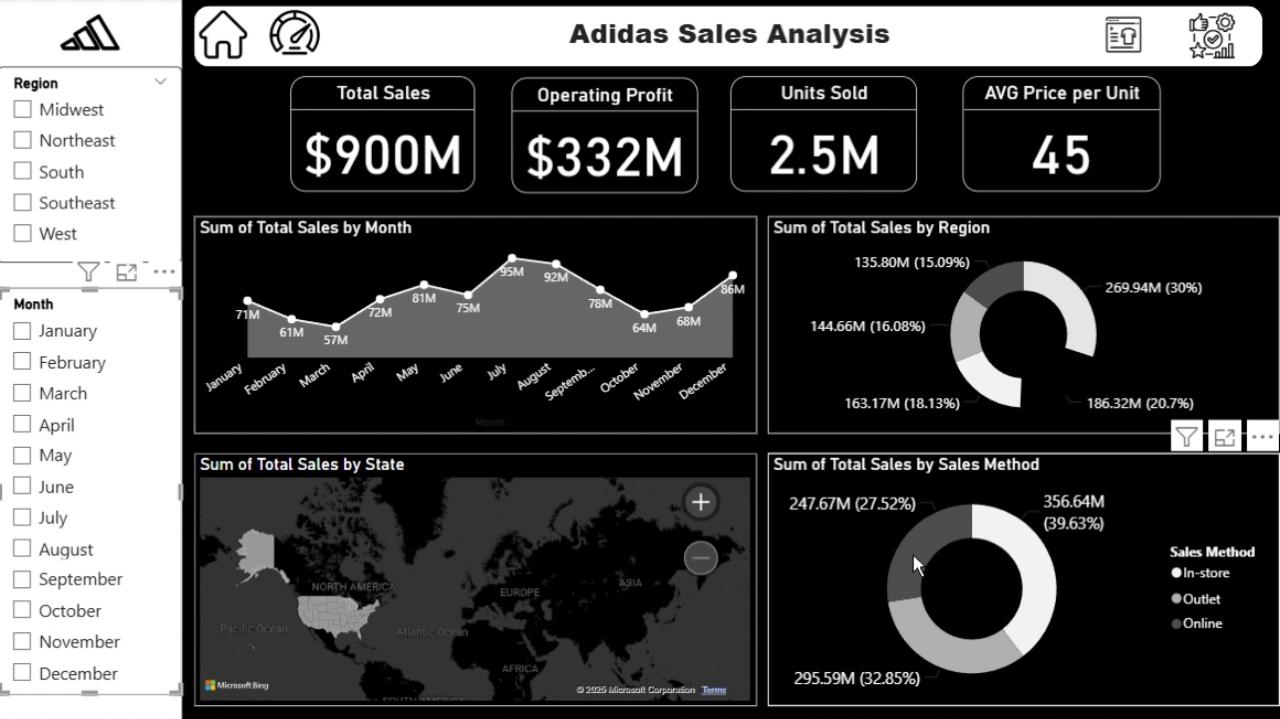 Adidas Sales Analysis
Region
Midwest
Northeast
South
Southeast
West
Month
January
February
March
April
May
June
July
August
September
October
November
December
Total Sales
$900M
Operating Profit
$332M
Units Sold
2.5M
AVG Price per Unit
45
Sum of Total Sales by Month
71M
61M
57M
72M
81M
75M
95M
92M
78M
64M
68M
86M
January
February
March
April
May
June
July
August
Septemb...
October
November
December
Month
Sum of Total Sales by Region
135.80M (15.09%)
269.94M (30%)
144.66M (16.08%)
163.17M (18.13%)
186.32M (20.7%)
Sum of Total Sales by State
NORTH AMERICA
EUROPE
ASIA
Pacific Ocean
Atlantic Ocean
AFRICA
SOUTH AMERICA
Microsoft Bing
© 2025 Microsoft Corporation Terms
Sum of Total Sales by Sales Method
247.67M (27.52%)
356.64M
(39.63%)
295.59M (32.85%)
Sales Method
In-store
Outlet
Online